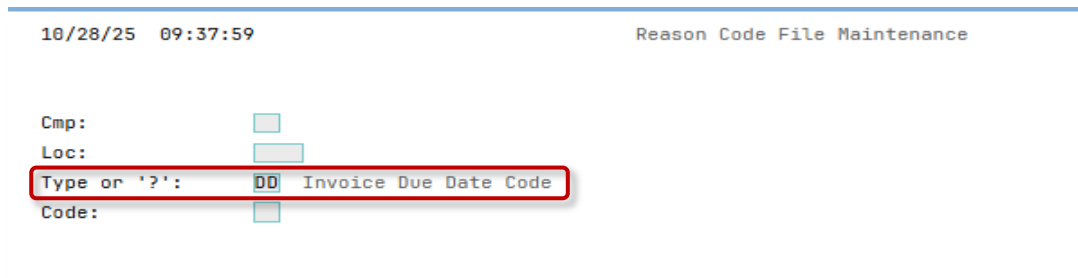 10/28/25 09:37:59 Reason Code File Maintenance
Cmp:
Loc:
Type or '?': DD Invoice Due Date Code
Code: